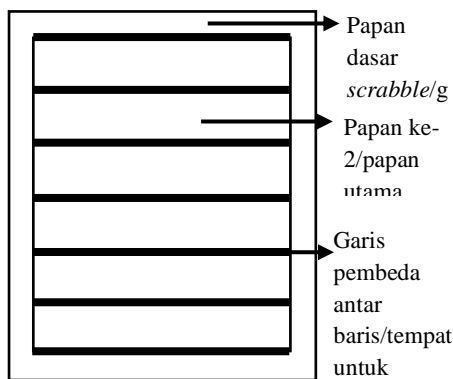 Papan
dasar
scrabble/g
Papan ke-
2/papan
utama
Garis
pembeda
antar
baris/tempat
untuk